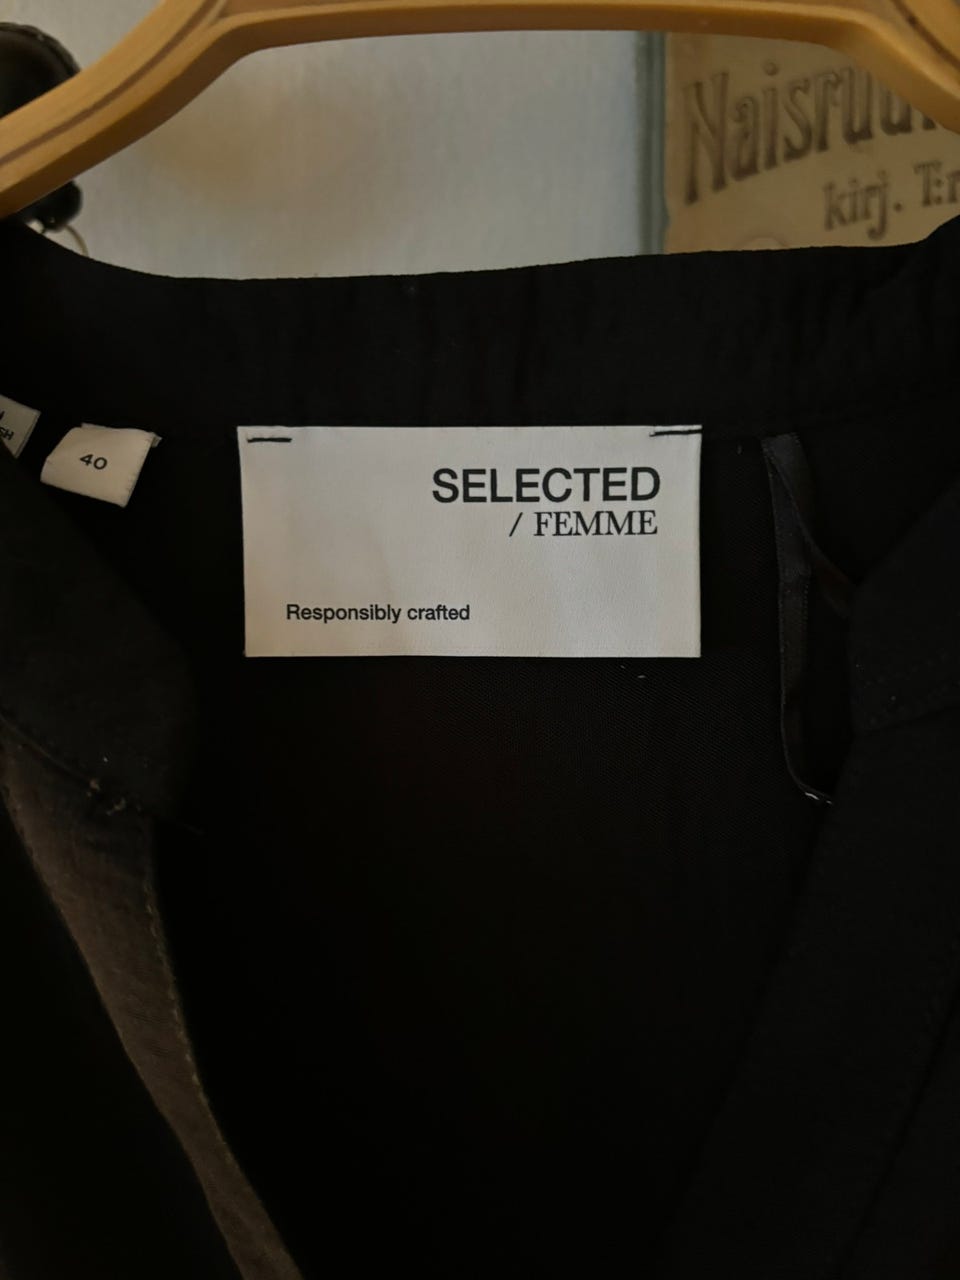 kirj.
40
SELECTED
/ FEMME
Responsibly crafted